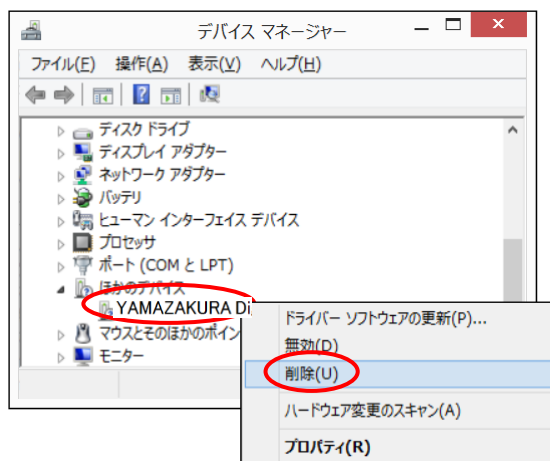 デバイス マネージャー
ファイル(F) 操作(A) 表示(V) ヘルプ(H)
ディスク ドライブ
ディスプレイ アダプター
ネットワーク アダプター
バッテリ
ヒューマン インターフェイス デバイス
プロセッサ
ポート (COM と LPT)
ほかのデバイス
YAMAZAKURA Di
マウスとそのほかのポイン
モニター
ドライバー ソフトウェアの更新(P)...
無効(D)
削除(U)
ハードウェア変更のスキャン(A)
プロパティ(R)